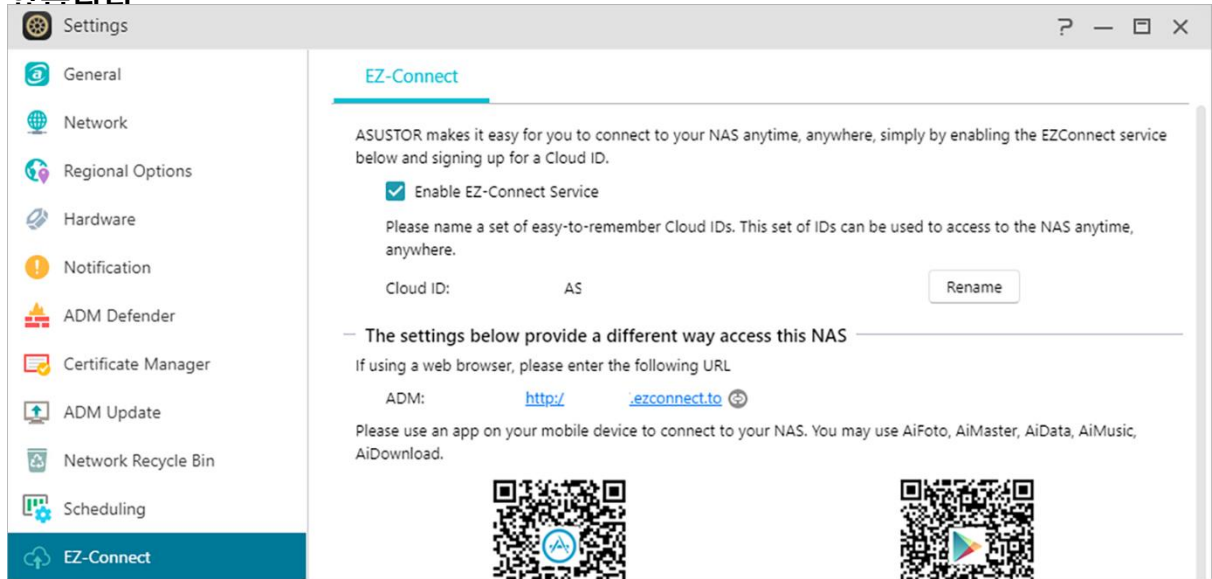 Settings
General
EZ-Connect
Network
ASUSTOR makes it easy for you to connect to your NAS anytime, anywhere, simply by enabling the EZConnect service
below and signing up for a Cloud ID.
Regional Options
Enable EZ-Connect Service
Hardware
Please name a set of easy-to-remember Cloud IDs. This set of IDs can be used to access to the NAS anytime,
anywhere.
Notification
Cloud ID: AS Rename
ADM Defender
The settings below provide a different way access this NAS
Certificate Manager
If using a web browser, please enter the following URL
ADM: http:/ .ezconnect.to
ADM Update
Please use an app on your mobile device to connect to your NAS. You may use AiFoto, AiMaster, AiData, AiMusic,
AiDownload.
Network Recycle Bin
Scheduling
EZ-Connect